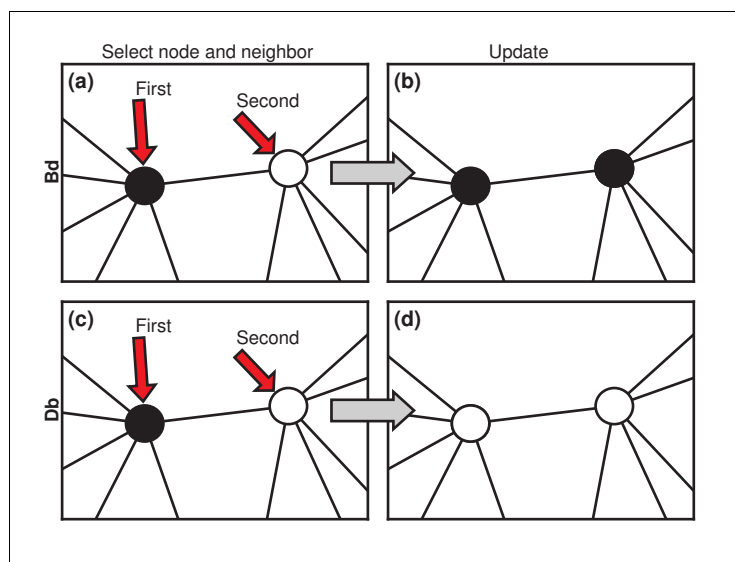 Select node and neighbor
Update
(a)
First
Second
(b)
Bd
(c)
First
Second
(d)
Db